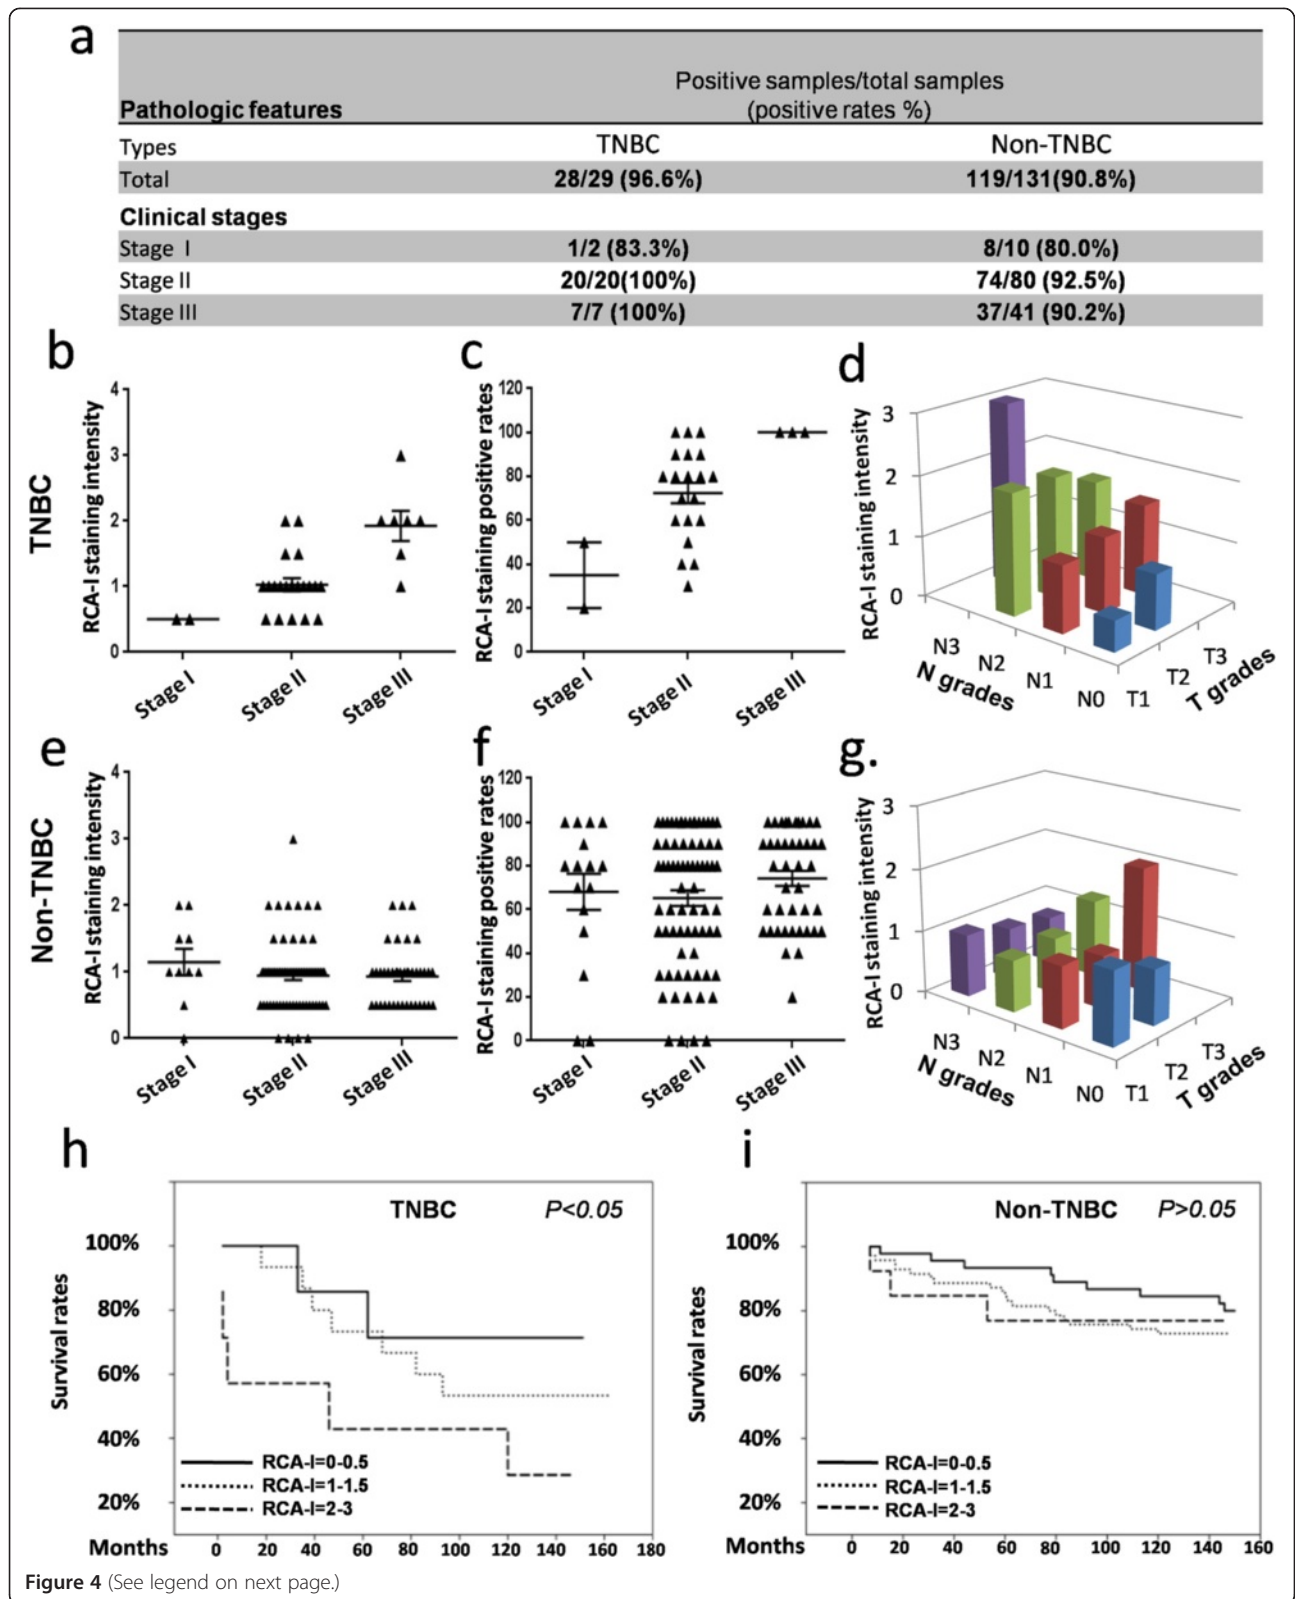 a
Positive samples/total samples
Pathologic features (positive rates %)
Types TNBC Non-TNBC
Total 28/29 (96.6%) 119/131(90.8%)
Clinical stages
Stage I 1/2 (83.3%) 8/10 (80.0%)
Stage II 20/20(100%) 74/80 (92.5%)
Stage III 7/7 (100%) 37/41 (90.2%)
TNBC
b
RCA-I staining intensity
4
3
2
1
0
Stage I Stage II Stage III
c
RCA-I staining positive rates
120
100
80
60
40
20
0
Stage I Stage II Stage III
d
RCA-I staining intensity
3
2
1
0
N3 N2 N1 N0
N grades
T1 T2 T3
T grades
Non-TNBC
e
RCA-I staining intensity
4
3
2
1
0
Stage I Stage II Stage III
f
RCA-I staining positive rates
120
100
80
60
40
20
0
Stage I Stage II Stage III
g.
RCA-I staining intensity
3
2
1
0
N3 N2 N1 N0
N grades
T1 T2 T3
T grades
h
TNBC P<0.05
Survival rates
100%
80%
60%
40%
20%
RCA-I=0-0.5
RCA-I=1-1.5
RCA-I=2-3
Months 0 20 40 60 80 100 120 140 160 180
i
Non-TNBC P>0.05
Survival rates
100%
80%
60%
40%
20%
RCA-I=0-0.5
RCA-I=1-1.5
RCA-I=2-3
Months 0 20 40 60 80 100 120 140 160
Figure 4 (See legend on next page.)